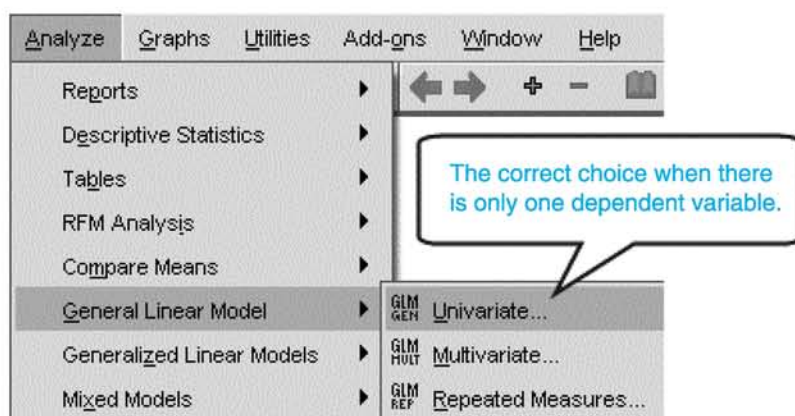 Analyze Graphs Utilities Add-ons Window Help
Reports
Descriptive Statistics
Tables
RFM Analysis
Compare Means
General Linear Model
Generalized Linear Models
Mixed Models
The correct choice when there
is only one dependent variable.
GLM GEN Univariate...
GLM MULT Multivariate...
GLM REP Repeated Measures...